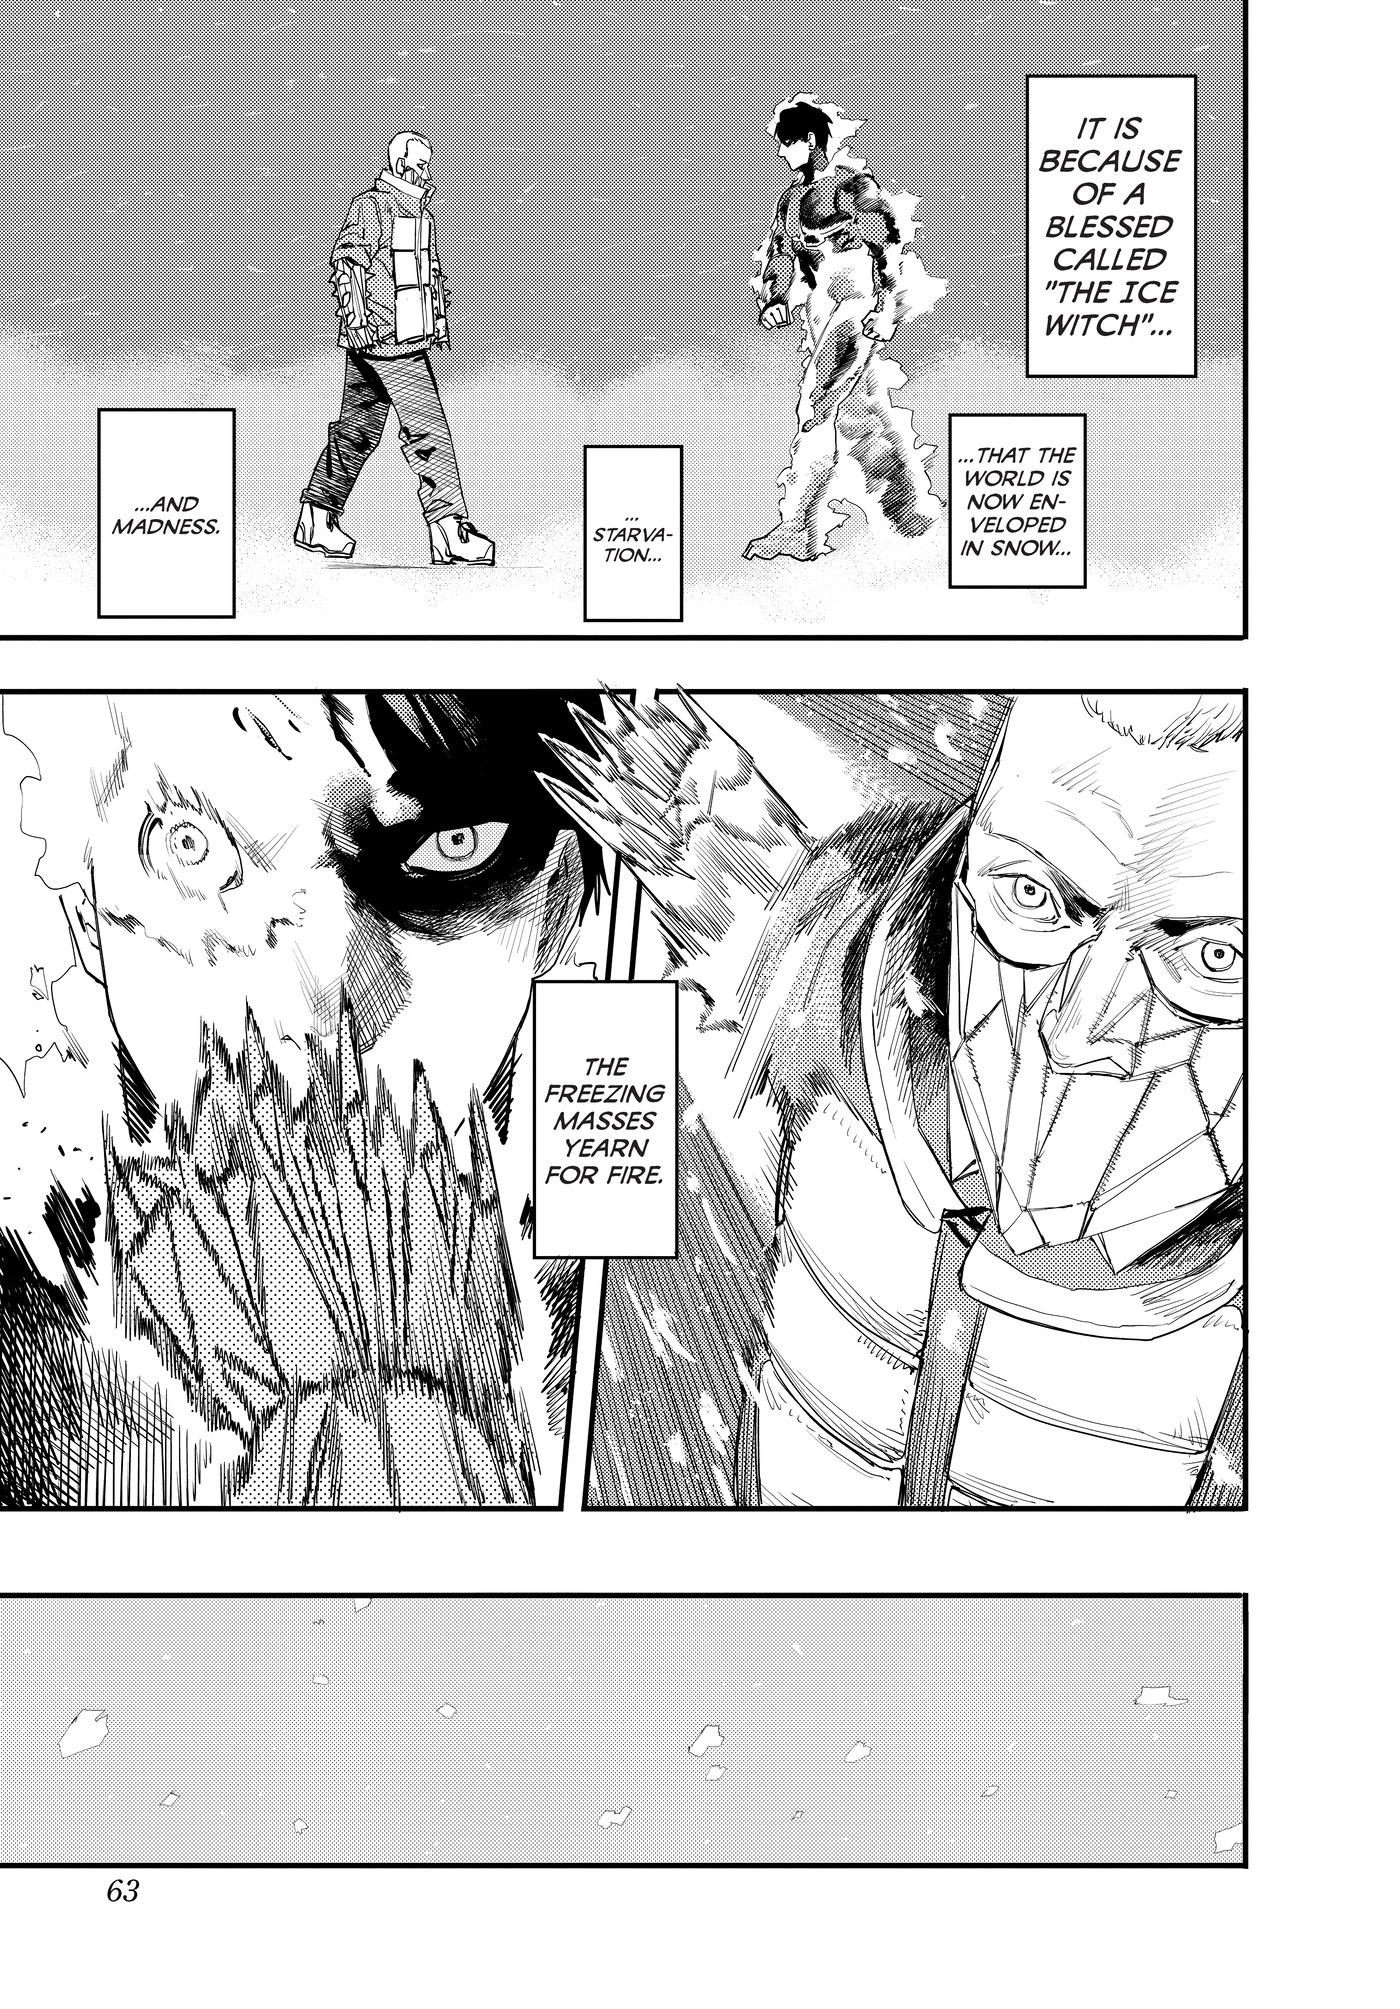 IT IS
BECAUSE
OF A
BLESSED
CALLED
"THE ICE
WITCH"...
...THAT THE
WORLD IS
NOW EN-
VELOPED
IN SNOW...
...
STARVA-
TION...
...AND
MADNESS.
THE
FREEZING
MASSES
YEARN
FOR FIRE.
63